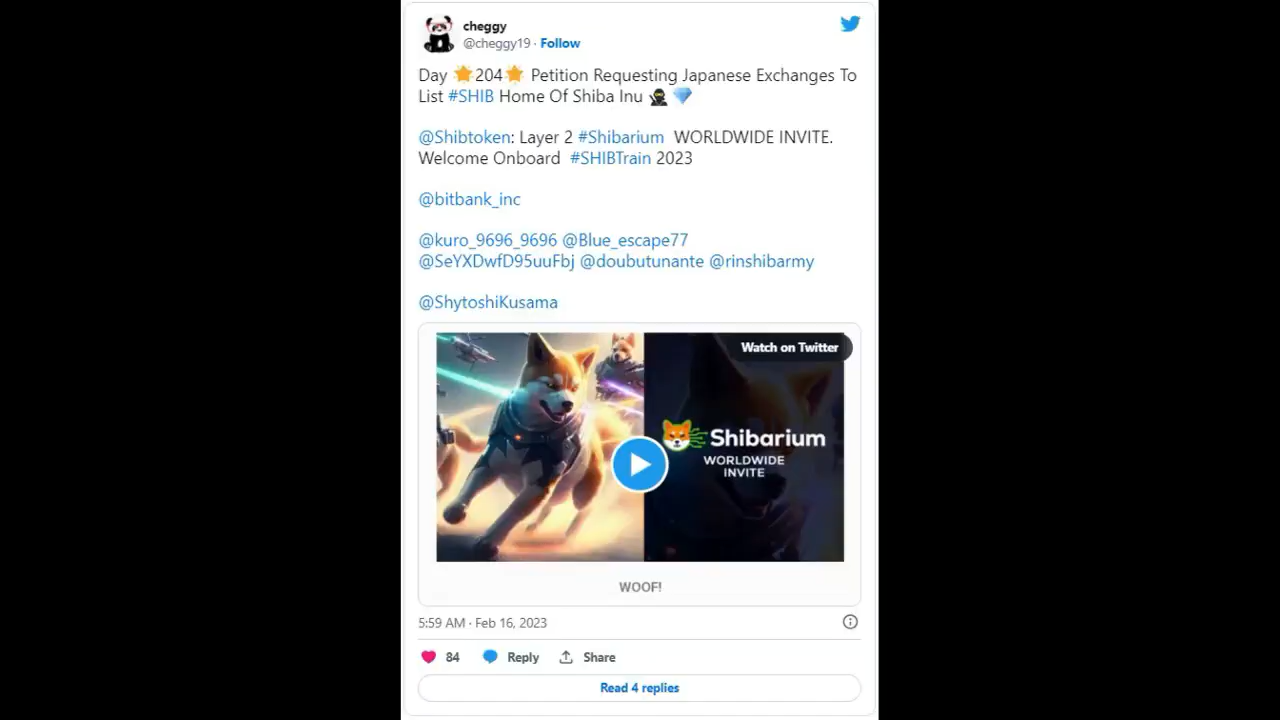 cheggy
@cheggy19 · Follow
Day 🌟204🌟 Petition Requesting Japanese Exchanges To
List #SHIB Home Of Shiba Inu 🥷 💎
@Shibtoken: Layer 2 #Shibarium WORLDWIDE INVITE.
Welcome Onboard #SHIBTrain 2023
@bitbank_inc
@kuro_9696_9696 @Blue_escape77
@SeYXDwfD95uuFbj @doubutunante @rinshibarmy
@ShytoshiKusama
Watch on Twitter
Shibarium
WORLDWIDE
INVITE
WOOF!
5:59 AM · Feb 16, 2023
84 Reply Share
Read 4 replies